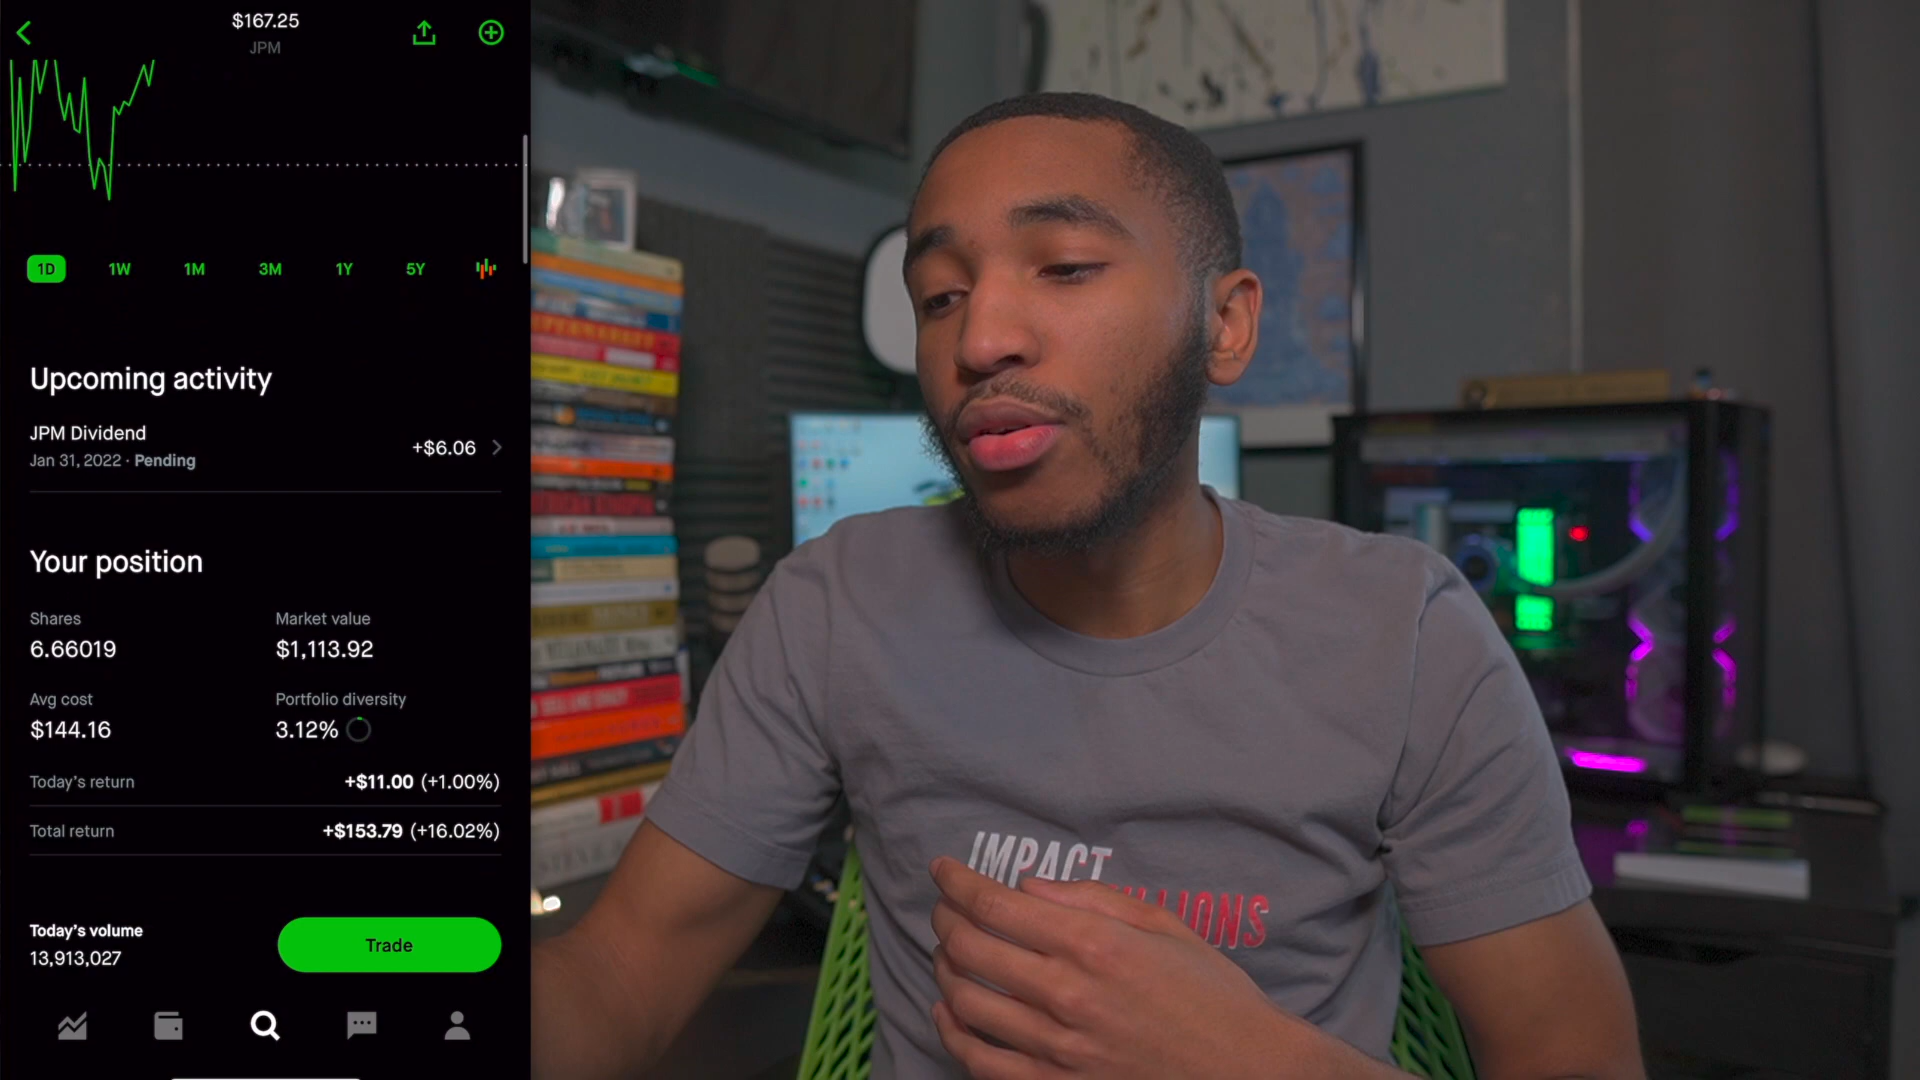 $167.25
JPM
1D 1W 1M 3M 1Y 5Y
Upcoming activity
JPM Dividend
Jan 31, 2022 · Pending
+$6.06
Your position
Shares
6.66019
Market value
$1,113.92
Avg cost
$144.16
Portfolio diversity
3.12%
Today's return
+$11.00 (+1.00%)
Total return
+$153.79 (+16.02%)
Today's volume
13,913,027
Trade
IMPACT